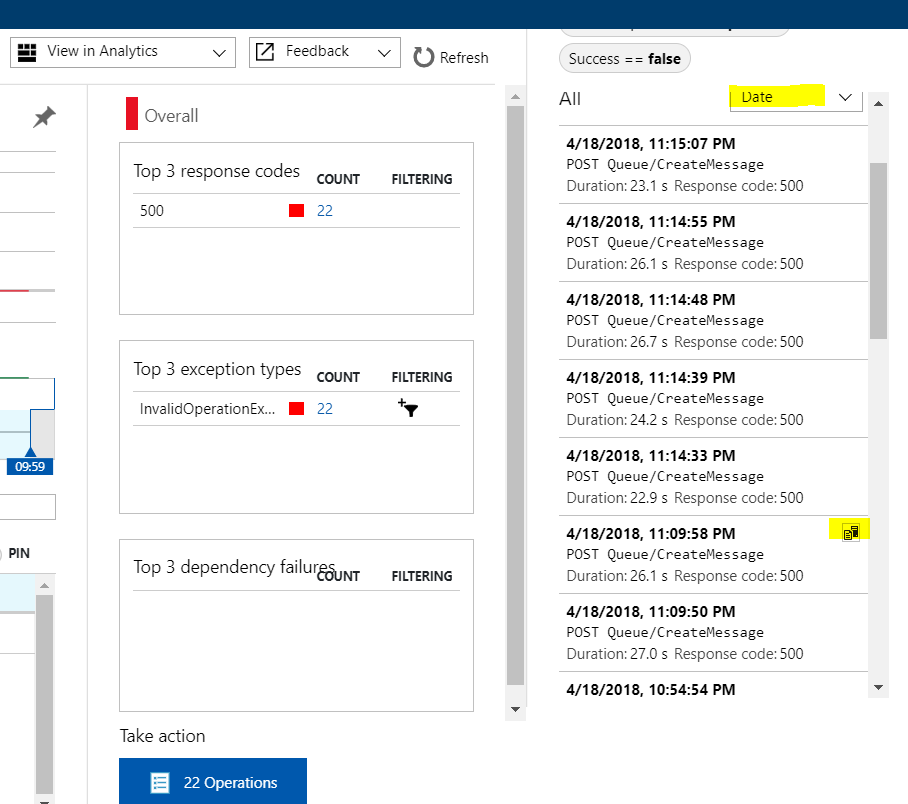 View in Analytics
Feedback
Refresh
09:59
PIN
Overall
Top 3 response codes COUNT FILTERING
500 22
Top 3 exception types COUNT FILTERING
InvalidOperationEx... 22
Top 3 dependency failures COUNT FILTERING
Take action
22 Operations
Success == false
All
Date
4/18/2018, 11:15:07 PM
POST Queue/CreateMessage
Duration: 23.1 s Response code: 500
4/18/2018, 11:14:55 PM
POST Queue/CreateMessage
Duration: 26.1 s Response code: 500
4/18/2018, 11:14:48 PM
POST Queue/CreateMessage
Duration: 26.7 s Response code: 500
4/18/2018, 11:14:39 PM
POST Queue/CreateMessage
Duration: 24.2 s Response code: 500
4/18/2018, 11:14:33 PM
POST Queue/CreateMessage
Duration: 22.9 s Response code: 500
4/18/2018, 11:09:58 PM
POST Queue/CreateMessage
Duration: 26.1 s Response code: 500
4/18/2018, 11:09:50 PM
POST Queue/CreateMessage
Duration: 27.0 s Response code: 500
4/18/2018, 10:54:54 PM